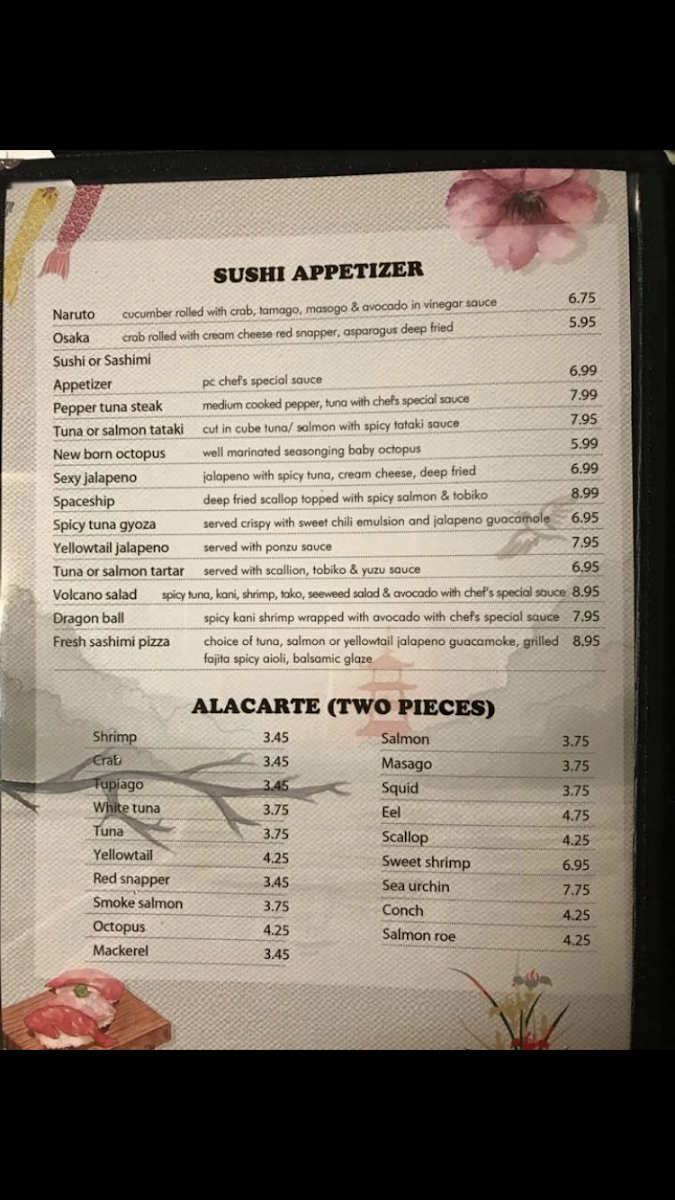 SUSHI APPETIZER
Naruto cucumber rolled with crab, tamago, masogo & avocado in vinegar sauce 6.75
Osaka crab rolled with cream cheese red snapper, asparagus deep fried 5.95
Sushi or Sashimi
Appetizer pc chef's special sauce 6.99
Pepper tuna steak medium cooked pepper, tuna with chef's special sauce 7.99
Tuna or salmon tataki cut in cube tuna/ salmon with spicy tataki sauce 7.95
New born octopus well marinated seasonging baby octopus 5.99
Sexy jalapeno jalapeno with spicy tuna, cream cheese, deep fried 6.99
Spaceship deep fried scallop topped with spicy salmon & tobiko 8.99
Spicy tuna gyoza served crispy with sweet chili emulsion and jalapeno guacamole 6.95
Yellowtail jalapeno served with ponzu sauce 7.95
Tuna or salmon tartar served with scallion, tobiko & yuzu sauce 6.95
Volcano salad spicy tuna, kani, shrimp, tako, seeweed salad & avocado with chef's special sauce 8.95
Dragon ball spicy kani shrimp wrapped with avocado with chef's special sauce 7.95
Fresh sashimi pizza choice of tuna, salmon or yellowtail jalapeno guacamoke, grilled 8.95
fajita spicy aioli, balsamic glaze
ALACARTE (TWO PIECES)
Shrimp 3.45
Crab 3.45
Tupiago 3.45
White tuna 3.75
Tuna 3.75
Yellowtail 4.25
Red snapper 3.45
Smoke salmon 3.75
Octopus 4.25
Mackerel 3.45
Salmon 3.75
Masago 3.75
Squid 3.75
Eel 4.75
Scallop 4.25
Sweet shrimp 6.95
Sea urchin 7.75
Conch 4.25
Salmon roe 4.25